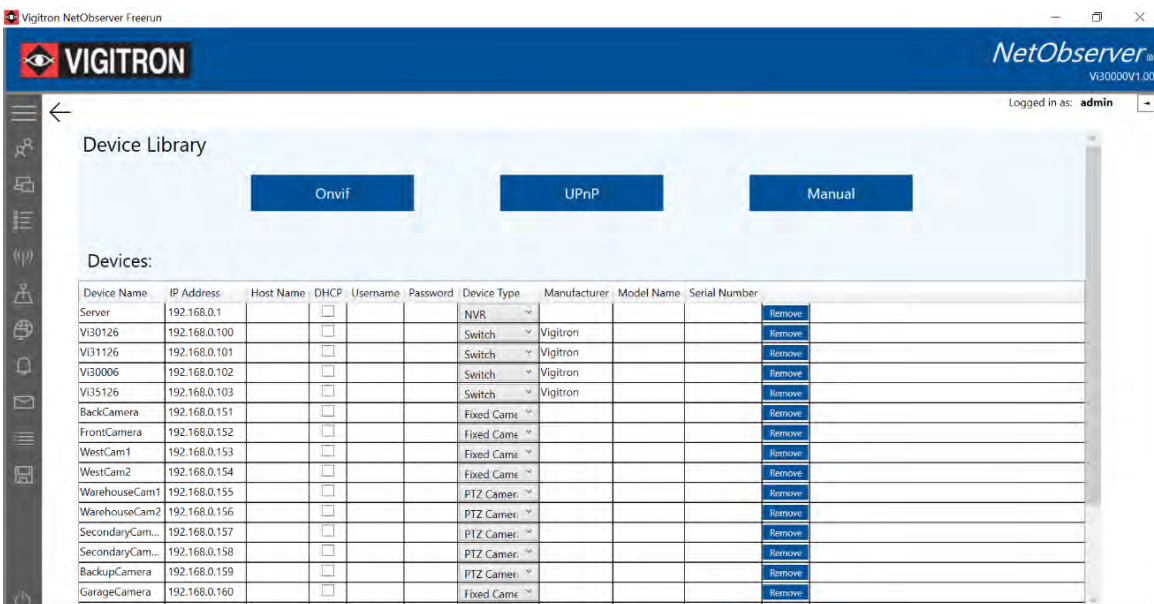 Vigitron NetObserver Freerun
VIGITRON
NetObserver®
Vi30000V1.00
Logged in as: admin
Device Library
Onvif UPnP Manual
Devices:
Device Name IP Address Host Name DHCP Username Password Device Type Manufacturer Model Name Serial Number
Server 192.168.0.1 NVR Remove
Vi30126 192.168.0.100 Switch Vigitron Remove
Vi31126 192.168.0.101 Switch Vigitron Remove
Vi30006 192.168.0.102 Switch Vigitron Remove
Vi35126 192.168.0.103 Switch Vigitron Remove
BackCamera 192.168.0.151 Fixed Came Remove
FrontCamera 192.168.0.152 Fixed Came Remove
WestCam1 192.168.0.153 Fixed Came Remove
WestCam2 192.168.0.154 Fixed Came Remove
WarehouseCam1 192.168.0.155 PTZ Camer Remove
WarehouseCam2 192.168.0.156 PTZ Camer Remove
SecondaryCam... 192.168.0.157 PTZ Camer Remove
SecondaryCam... 192.168.0.158 PTZ Camer Remove
BackupCamera 192.168.0.159 PTZ Camer Remove
GarageCamera 192.168.0.160 Fixed Came Remove